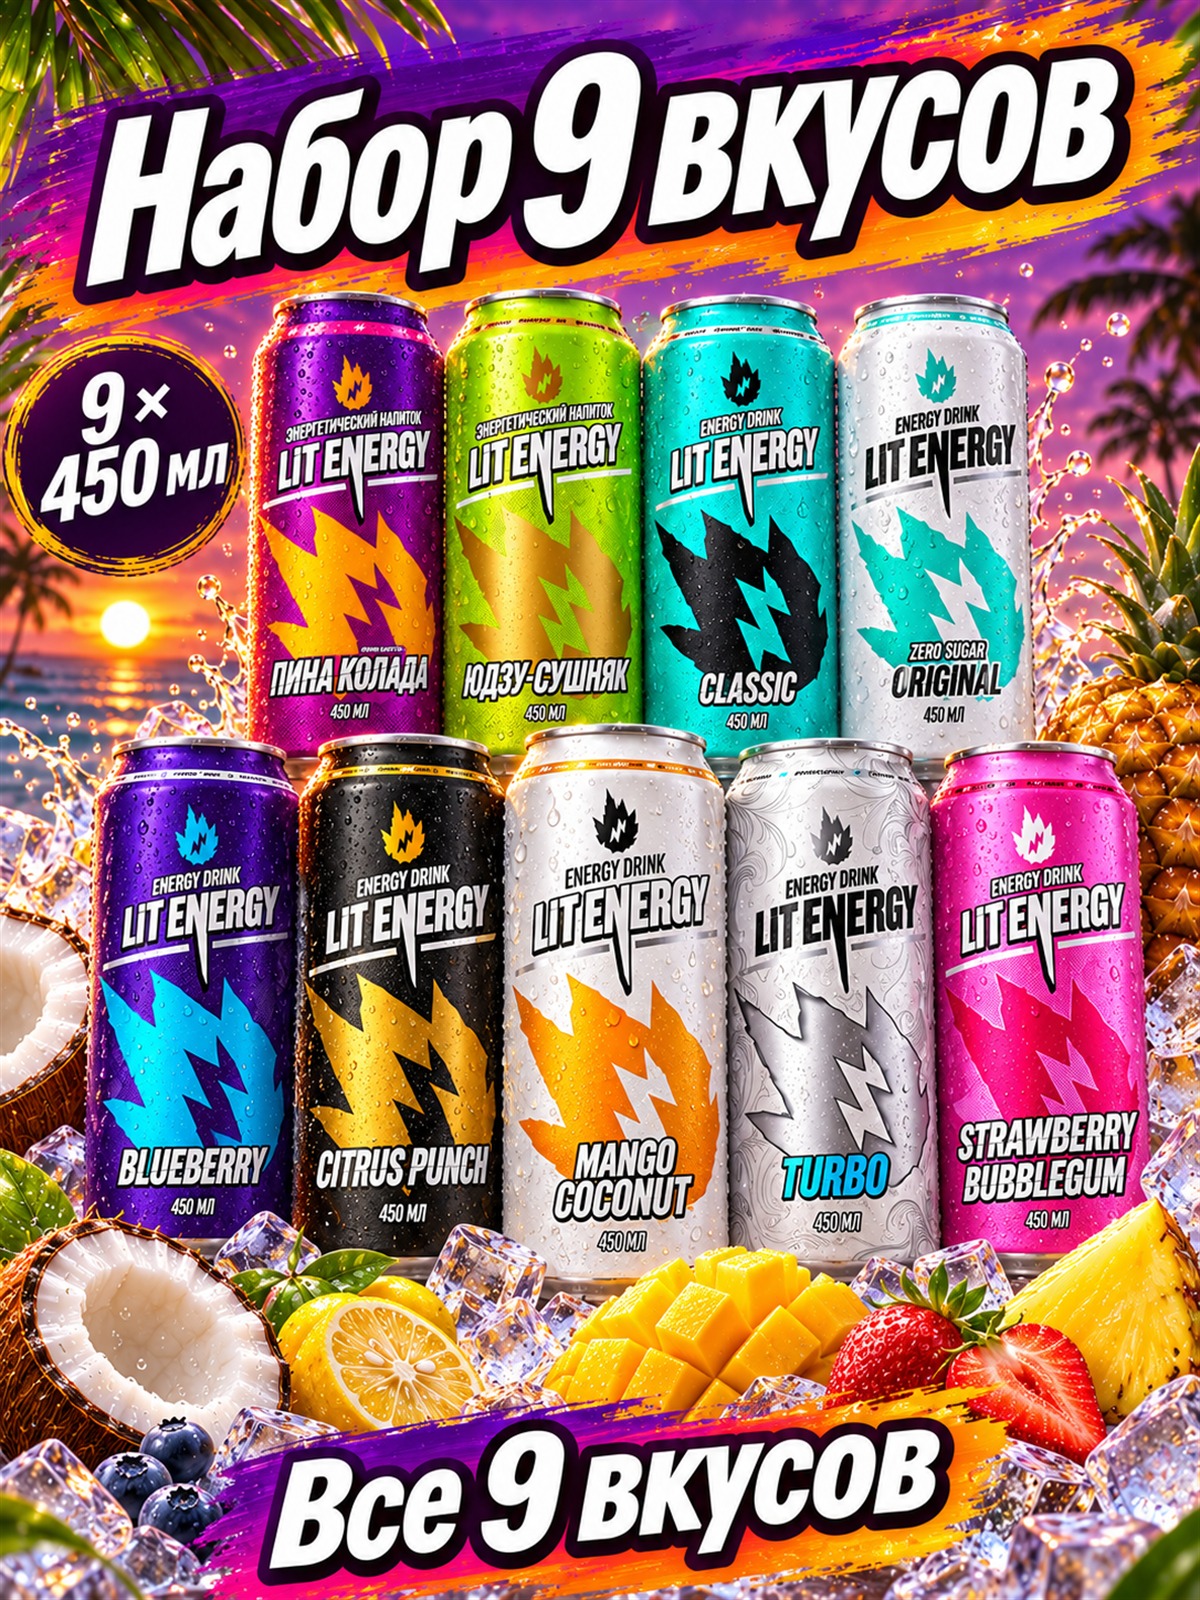 Набор 9 вкусов
9 ×
450 мл
ЭНЕРГЕТИЧЕСКИЙ НАПИТОК
LIT ENERGY
ПИНА КОЛАДА
450 МЛ
ЭНЕРГЕТИЧЕСКИЙ НАПИТОК
LIT ENERGY
ЮДЗУ-СУШНЯК
450 МЛ
ENERGY DRINK
LIT ENERGY
CLASSIC
450 МЛ
ENERGY DRINK
LIT ENERGY
ZERO SUGAR
ORIGINAL
450 МЛ
ENERGY DRINK
LIT ENERGY
BLUEBERRY
450 МЛ
ENERGY DRINK
LIT ENERGY
CITRUS PUNCH
450 МЛ
ENERGY DRINK
LIT ENERGY
MANGO
COCONUT
450 МЛ
ENERGY DRINK
LIT ENERGY
TURBO
450 МЛ
ENERGY DRINK
LIT ENERGY
STRAWBERRY
BUBBLEGUM
450 МЛ
Все 9 вкусов